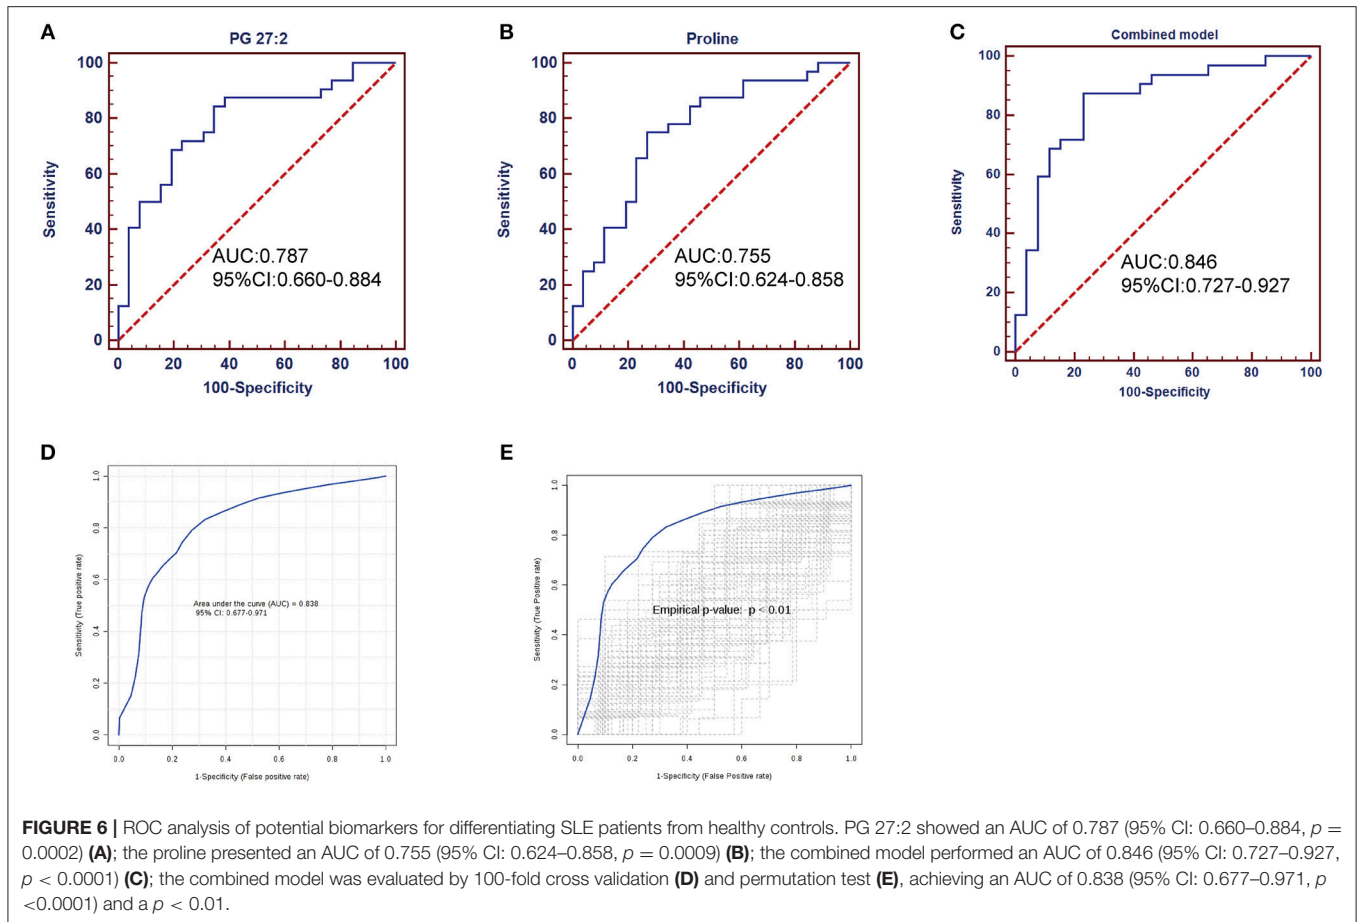 A
PG 27:2
100
80
60
40
20
0
Sensitivity
AUC:0.787
95%CI:0.660-0.884
0 20 40 60 80 100
100-Specificity
B
Proline
100
80
60
40
20
0
Sensitivity
AUC:0.755
95%CI:0.624-0.858
0 20 40 60 80 100
100-Specificity
C
Combined model
100
80
60
40
20
0
Sensitivity
AUC:0.846
95%CI:0.727-0.927
0 20 40 60 80 100
100-Specificity
D
1.0
0.8
0.6
0.4
0.2
0.0
Sensitivity (True positive rate)
Area under the curve (AUC) = 0.838
95% CI: 0.677-0.971
0.0 0.2 0.4 0.6 0.8 1.0
1-Specificity (False positive rate)
E
1.0
0.8
0.6
0.4
0.2
0.0
Sensitivity (True Positive rate)
Empirical p-value: p < 0.01
0.0 0.2 0.4 0.6 0.8 1.0
1-Specificity (False Positive rate)
FIGURE 6 | ROC analysis of potential biomarkers for differentiating SLE patients from healthy controls. PG 27:2 showed an AUC of 0.787 (95% CI: 0.660–0.884, p =
0.0002) (A); the proline presented an AUC of 0.755 (95% CI: 0.624–0.858, p = 0.0009) (B); the combined model performed an AUC of 0.846 (95% CI: 0.727–0.927,
p < 0.0001) (C); the combined model was evaluated by 100-fold cross validation (D) and permutation test (E), achieving an AUC of 0.838 (95% CI: 0.677–0.971, p
<0.0001) and a p < 0.01.